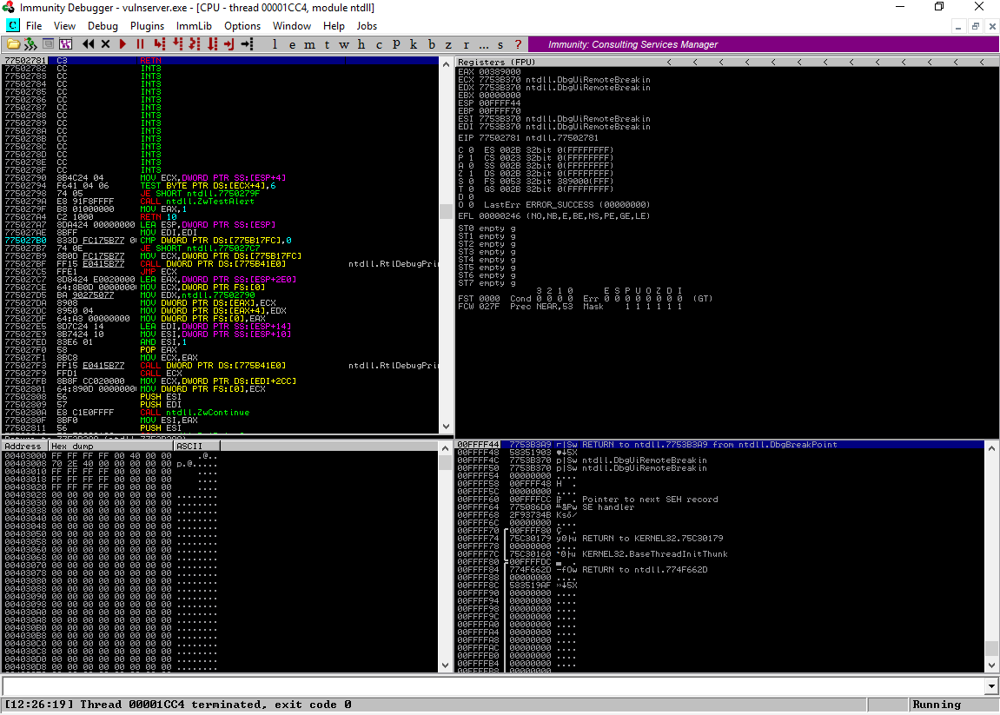 Immunity Debugger - vulnserver.exe - [CPU - thread 00001CC4, module ntdll]
C File View Debug Plugins ImmLib Options Window Help Jobs
l e m t w h c P k b z r ... s ? Immunity: Consulting Services Manager
77502781 C3 RETN
77502782 CC INT3
77502783 CC INT3
77502784 CC INT3
77502785 CC INT3
77502786 CC INT3
77502787 CC INT3
77502788 CC INT3
77502789 CC INT3
7750278A CC INT3
7750278B CC INT3
7750278C CC INT3
7750278D CC INT3
7750278E CC INT3
7750278F CC INT3
77502790 8B4C24 04 MOV ECX,DWORD PTR SS:[ESP+4]
77502794 F641 04 06 TEST BYTE PTR DS:[ECX+4],6
77502798 74 05 JE SHORT ntdll.7750279F
7750279A E8 91F8FFFF CALL ntdll.ZwTestAlert
7750279F B8 01000000 MOV EAX,1
775027A4 C2 1000 RETN 10
775027A7 8DA424 00000000 LEA ESP,DWORD PTR SS:[ESP]
775027AE 8BFF MOV EDI,EDI
775027B0 833D FC175B77 0 CMP DWORD PTR DS:[775B17FC],0
775027B7 74 0E JE SHORT ntdll.775027C7
775027B9 8B0D FC175B77 MOV ECX,DWORD PTR DS:[775B17FC]
775027BF FF15 E0415B77 CALL DWORD PTR DS:[775B41E0] ntdll.RtlDebugPri
775027C5 FFE1 JMP ECX
775027C7 8D8424 E0020000 LEA EAX,DWORD PTR SS:[ESP+2E0]
775027CE 64:8B0D 0000000 MOV ECX,DWORD PTR FS:[0]
775027D5 BA 90275077 MOV EDX,ntdll.77502790
775027DA 8908 MOV DWORD PTR DS:[EAX],ECX
775027DC 8950 04 MOV DWORD PTR DS:[EAX+4],EDX
775027DF 64:A3 00000000 MOV DWORD PTR FS:[0],EAX
775027E5 8D7C24 14 LEA EDI,DWORD PTR SS:[ESP+14]
775027E9 8B7424 10 MOV ESI,DWORD PTR SS:[ESP+10]
775027ED 83E6 01 AND ESI,1
775027F0 58 POP EAX
775027F1 8BC8 MOV ECX,EAX
775027F3 FF15 E0415B77 CALL DWORD PTR DS:[775B41E0] ntdll.RtlDebugPri
775027F9 FFD1 CALL ECX
775027FB 8B8F CC020000 MOV ECX,DWORD PTR DS:[EDI+2CC]
77502801 64:890D 0000000 MOV DWORD PTR FS:[0],ECX
77502808 56 PUSH ESI
77502809 57 PUSH EDI
7750280A E8 C1E0FFFF CALL ntdll.ZwContinue
7750280F 8BF0 MOV ESI,EAX
77502811 56 PUSH ESI
Registers (FPU) < < < < < < < < < < < < <
EAX 00389000
ECX 7753B370 ntdll.DbgUiRemoteBreakin
EDX 7753B370 ntdll.DbgUiRemoteBreakin
EBX 00000000
ESP 00FFFF44
EBP 00FFFF70
ESI 7753B370 ntdll.DbgUiRemoteBreakin
EDI 7753B370 ntdll.DbgUiRemoteBreakin
EIP 77502781 ntdll.77502781
C 0 ES 002B 32bit 0(FFFFFFFF)
P 1 CS 0023 32bit 0(FFFFFFFF)
A 0 SS 002B 32bit 0(FFFFFFFF)
Z 1 DS 002B 32bit 0(FFFFFFFF)
S 0 FS 0053 32bit 389000(FFF)
T 0 GS 002B 32bit 0(FFFFFFFF)
D 0
O 0 LastErr ERROR_SUCCESS (00000000)
EFL 00000246 (NO,NB,E,BE,NS,PE,GE,LE)
ST0 empty g
ST1 empty g
ST2 empty g
ST3 empty g
ST4 empty g
ST5 empty g
ST6 empty g
ST7 empty g
3 2 1 0 E S P U O Z D I
FST 0000 Cond 0 0 0 0 Err 0 0 0 0 0 0 0 0 (GT)
FCW 027F Prec NEAR,53 Mask 1 1 1 1 1 1
Address Hex dump ASCII
00403000 FF FF FF FF 00 40 00 00 .@..
00403008 70 2E 40 00 00 00 00 00 p.@.....
00403010 FF FF FF FF 00 00 00 00 ....
00403018 FF FF FF FF 00 00 00 00 ....
00403020 FF FF FF FF 00 00 00 00 ....
00403028 00 00 00 00 00 00 00 00 ........
00403030 00 00 00 00 00 00 00 00 ........
00403038 00 00 00 00 00 00 00 00 ........
00403040 00 00 00 00 00 00 00 00 ........
00403048 00 00 00 00 00 00 00 00 ........
00403050 00 00 00 00 00 00 00 00 ........
00403058 00 00 00 00 00 00 00 00 ........
00403060 00 00 00 00 00 00 00 00 ........
00403068 00 00 00 00 00 00 00 00 ........
00403070 00 00 00 00 00 00 00 00 ........
00403078 00 00 00 00 00 00 00 00 ........
00403080 00 00 00 00 00 00 00 00 ........
00403088 00 00 00 00 00 00 00 00 ........
00403090 00 00 00 00 00 00 00 00 ........
00403098 00 00 00 00 00 00 00 00 ........
004030A0 00 00 00 00 00 00 00 00 ........
004030A8 00 00 00 00 00 00 00 00 ........
004030B0 00 00 00 00 00 00 00 00 ........
004030B8 00 00 00 00 00 00 00 00 ........
004030C0 00 00 00 00 00 00 00 00 ........
004030C8 00 00 00 00 00 00 00 00 ........
004030D0 00 00 00 00 00 00 00 00 ........
004030D8 00 00 00 00 00 00 00 00 ........
00FFFF44 7753B3A9 ⌐│Sw RETURN to ntdll.7753B3A9 from ntdll.DbgBreakPoint
00FFFF48 58351903 ♥↓5X
00FFFF4C 7753B370 p│Sw ntdll.DbgUiRemoteBreakin
00FFFF50 7753B370 p│Sw ntdll.DbgUiRemoteBreakin
00FFFF54 00000000 ....
00FFFF58 00FFFF48 H .
00FFFF5C 00000000 ....
00FFFF60 00FFFFCC ╠ . Pointer to next SEH record
00FFFF64 775086D0 ╨åPw SE handler
00FFFF68 2F93734B Ksô/
00FFFF6C 00000000 ....
00FFFF70 00FFFF80 Ç .
00FFFF74 75C30179 y☺├u RETURN to KERNEL32.75C30179
00FFFF78 00000000 ....
00FFFF7C 75C30160 `☺├u KERNEL32.BaseThreadInitThunk
00FFFF80 00FFFFDC ▄ .
00FFFF84 774F662D -fOw RETURN to ntdll.774F662D
00FFFF88 00000000 ....
00FFFF8C 583519AF »↓5X
00FFFF90 00000000 ....
00FFFF94 00000000 ....
00FFFF98 00000000 ....
00FFFF9C 00000000 ....
00FFFFA0 00000000 ....
00FFFFA4 00000000 ....
00FFFFA8 00000000 ....
00FFFFAC 00000000 ....
00FFFFB0 00000000 ....
00FFFFB4 00000000 ....
00FFFFB8 00000000 ....
[12:26:19] Thread 00001CC4 terminated, exit code 0 Running